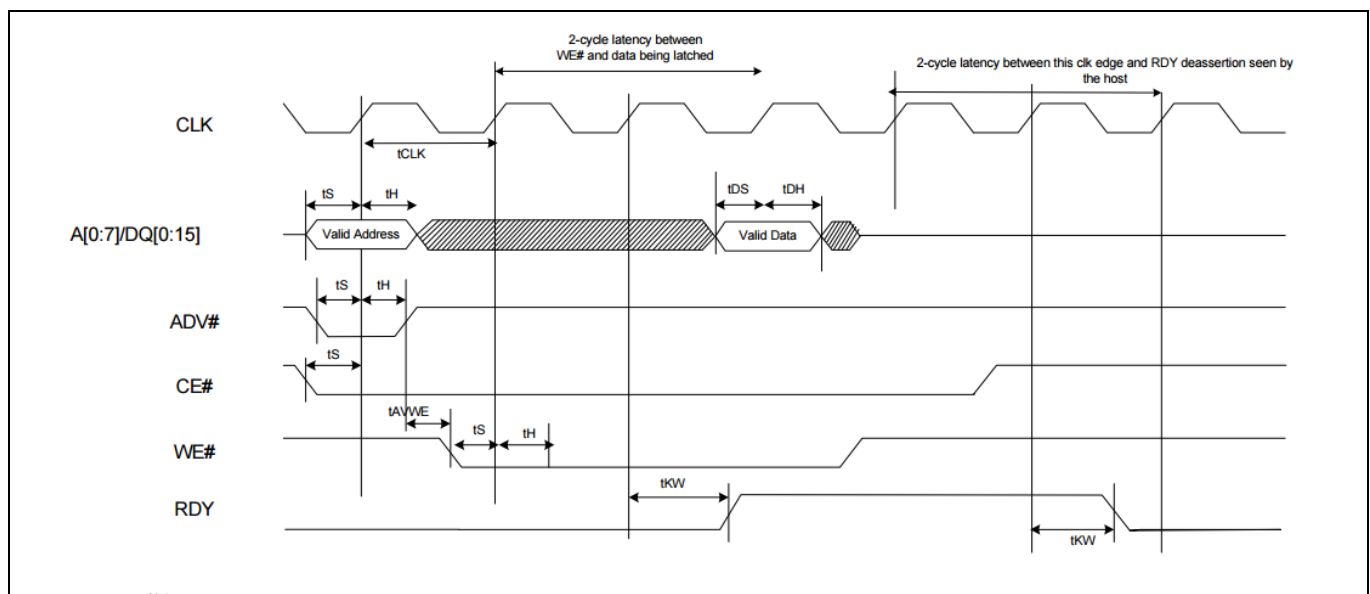 2-cycle latency between
WE# and data being latched
2-cycle latency between this clk edge and RDY deassertion seen by
the host
CLK
tCLK
tS
tH
tDS
tDH
A[0:7]/DQ[0:15]
Valid Address
Valid Data
tS
tH
ADV#
tS
CE#
tAVWE
tS
tH
WE#
tKW
RDY
tKW